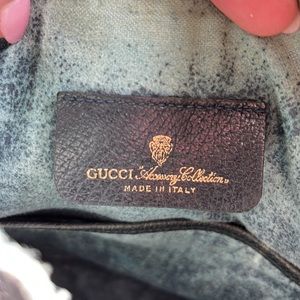 GUCCI "Accessory Collection"
MADE IN ITALY